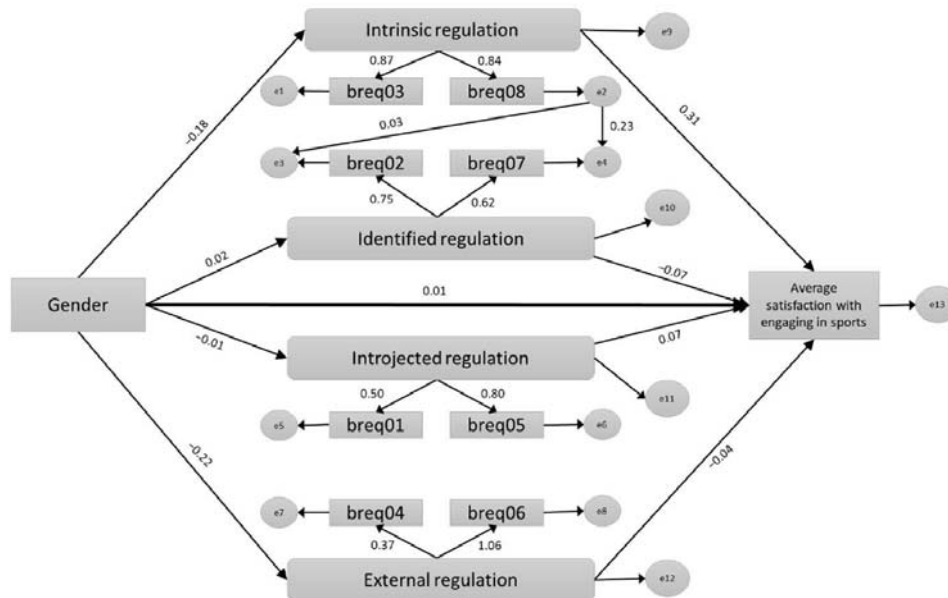 Intrinsic regulation
e9
0.87
0.84
e1
breq03
breq08
e2
0.03
0.31
−0.18
0.23
e3
breq02
breq07
e4
0.75
0.62
e10
Identified regulation
0.02
−0.07
Gender
0.01
Average
satisfaction with
engaging in sports
e13
−0.01
Introjected regulation
0.07
0.50
0.80
e11
e5
breq01
breq05
e6
−0.22
−0.04
e7
breq04
breq06
e8
0.37
1.06
External regulation
e12